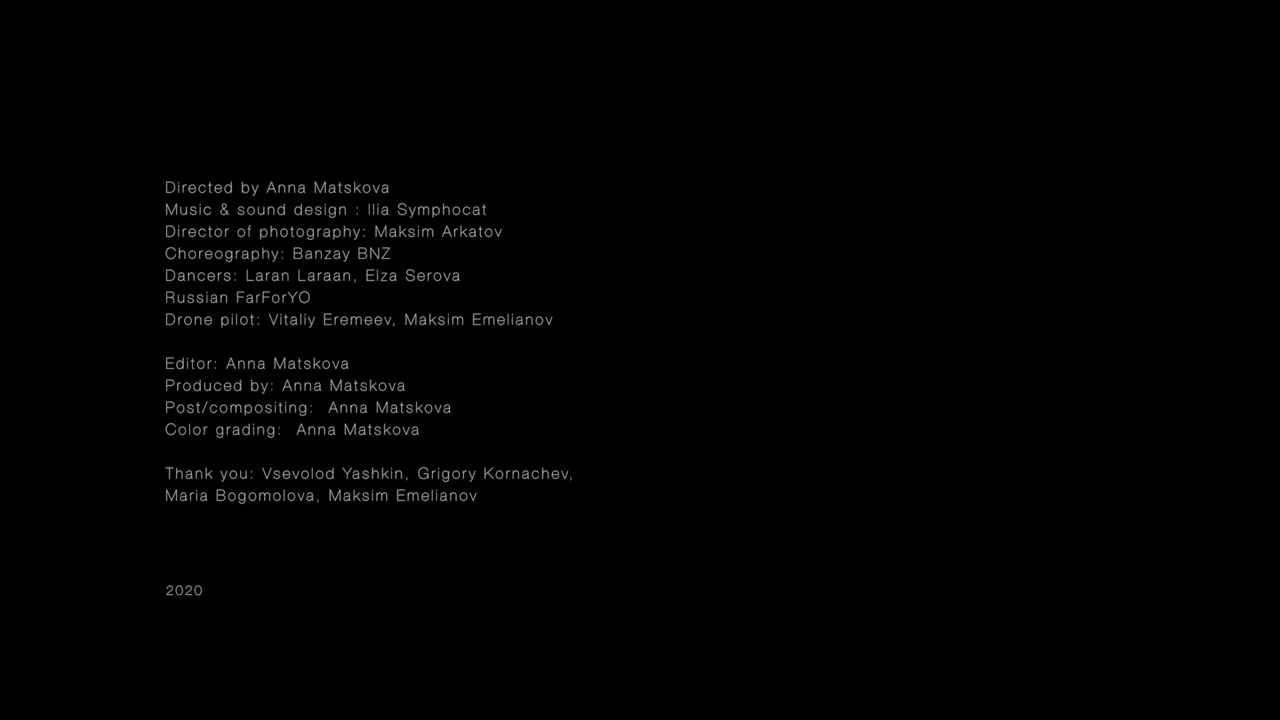 Directed by Anna Matskova
Music & sound design : Ilia Symphocat
Director of photography: Maksim Arkatov
Choreography: Banzay BNZ
Dancers: Laran Laraan, Elza Serova
Russian FarForYO
Drone pilot: Vitaliy Eremeev, Maksim Emelianov
Editor: Anna Matskova
Produced by: Anna Matskova
Post/compositing:  Anna Matskova
Color grading:  Anna Matskova
Thank you: Vsevolod Yashkin, Grigory Kornachev,
Maria Bogomolova, Maksim Emelianov
2020